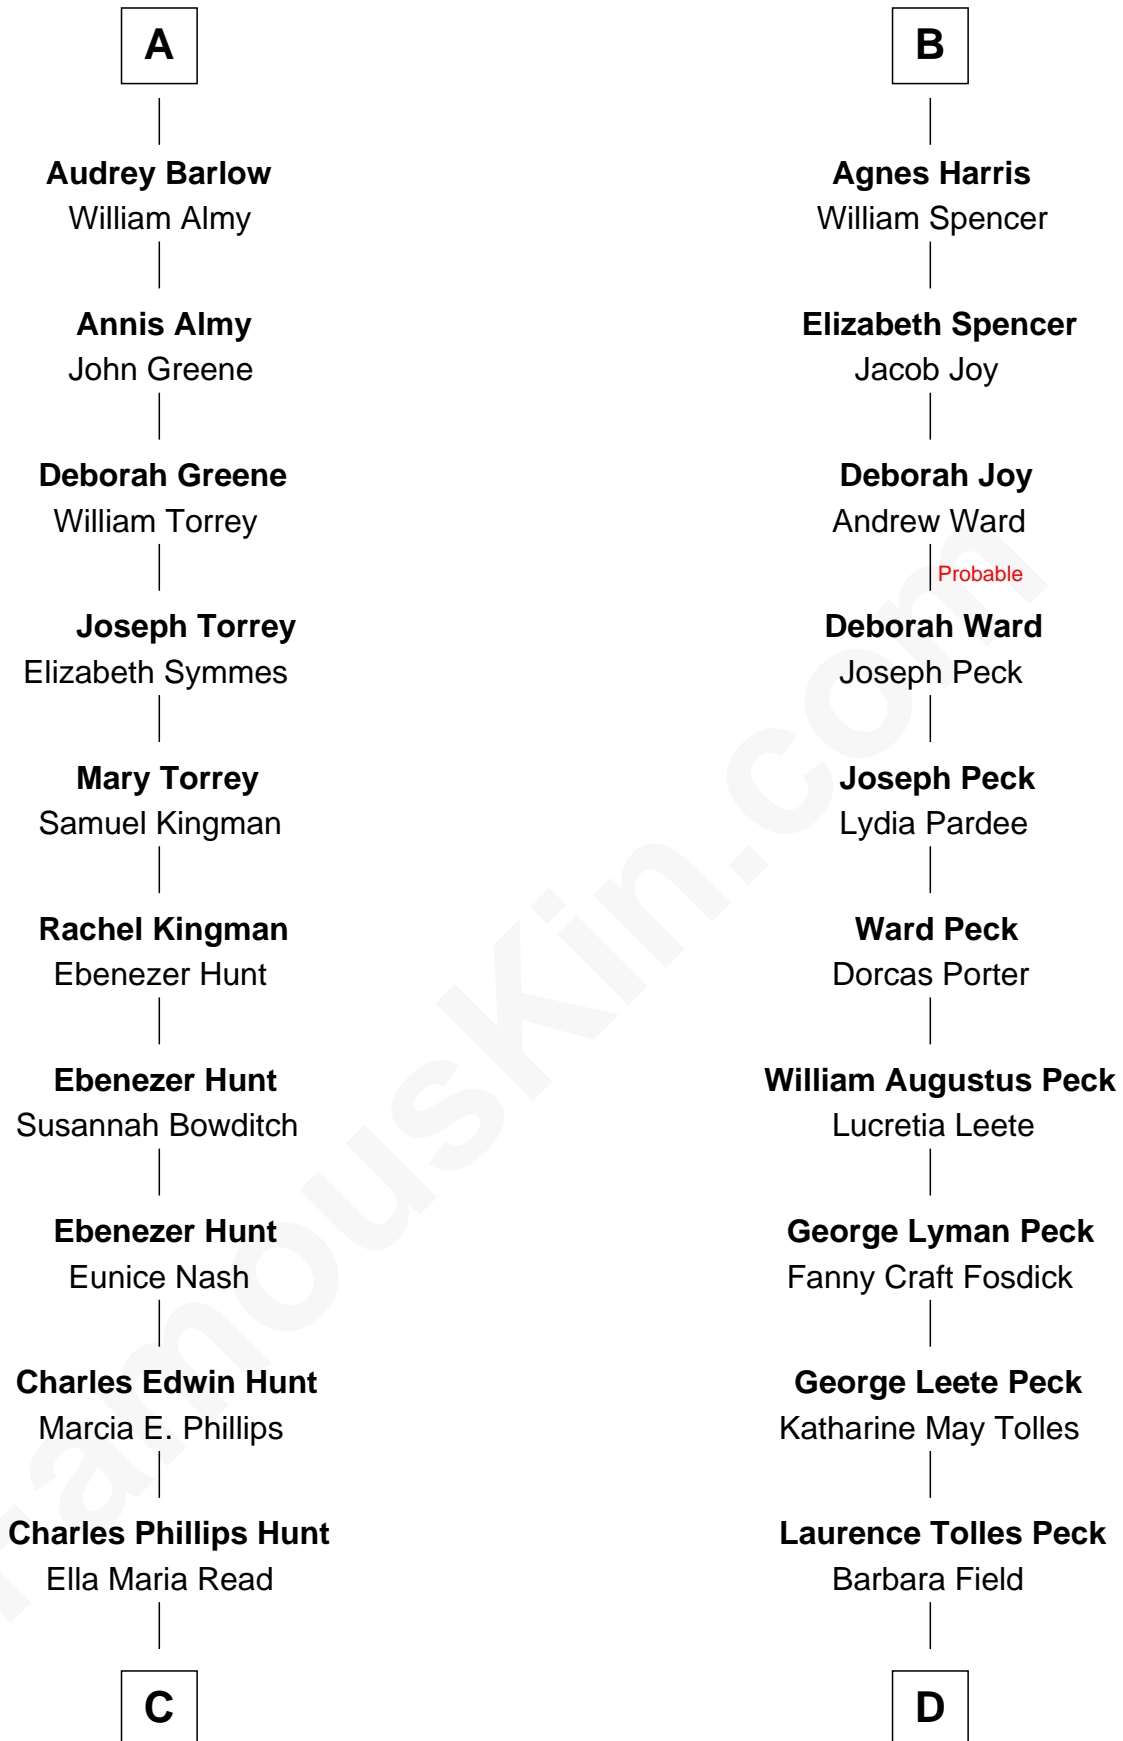 A
Audrey Barlow
William Almy
Annis Almy
John Greene
Deborah Greene
William Torrey
Joseph Torrey
Elizabeth Symmes
Mary Torrey
Samuel Kingman
Rachel Kingman
Ebenezer Hunt
Ebenezer Hunt
Susannah Bowditch
Ebenezer Hunt
Eunice Nash
Charles Edwin Hunt
Marcia E. Phillips
Charles Phillips Hunt
Ella Maria Read
C
B
Agnes Harris
William Spencer
Elizabeth Spencer
Jacob Joy
Deborah Joy
Andrew Ward
Probable
Deborah Ward
Joseph Peck
Joseph Peck
Lydia Pardee
Ward Peck
Dorcas Porter
William Augustus Peck
Lucretia Leete
George Lyman Peck
Fanny Craft Fosdick
George Leete Peck
Katharine May Tolles
Laurence Tolles Peck
Barbara Field
D
FamousKin.com